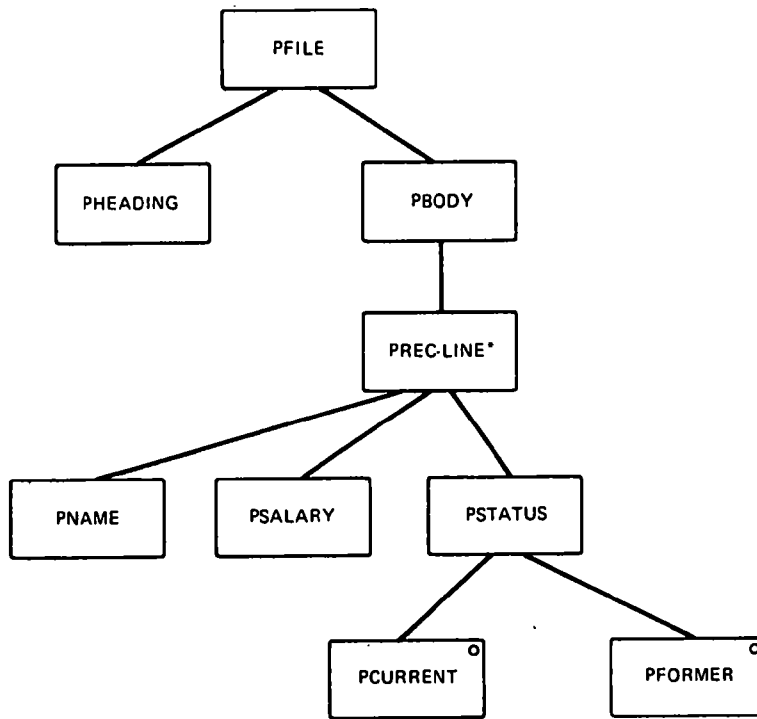 PFILE
PHEADING
PBODY
PREC-LINE*
PNAME
PSALARY
PSTATUS
PCURRENT
PFORMER